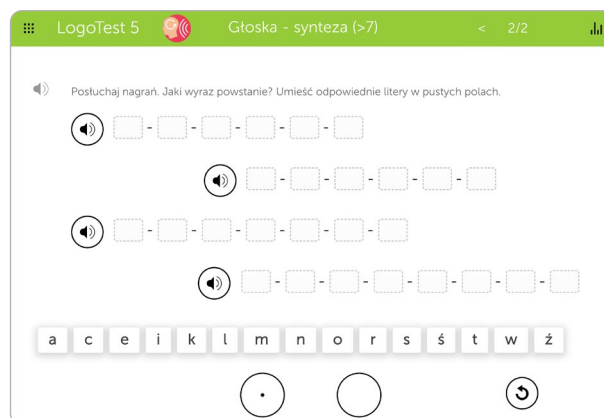 LogoTest 5 Głoska - synteza (>7) < 2/2
Posłuchaj nagrań. Jaki wyraz powstanie? Umieść odpowiednie litery w pustych polach.
- - - - -
- - - - -
- - - - - -
- - - - - - -
a c e i k l m n o r s ś t w ź